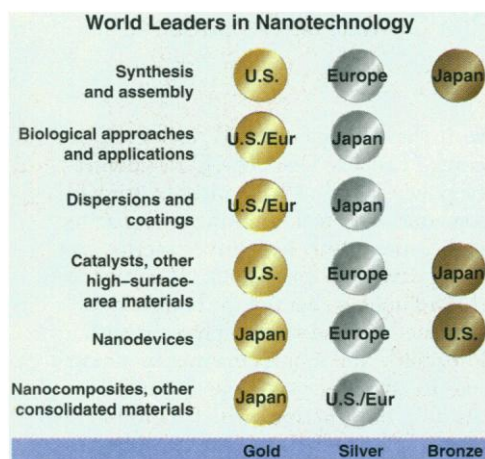 World Leaders in Nanotechnology
Synthesis
and assembly
U.S.
Europe
Japan
Biological approaches
and applications
U.S./Eur
Japan
Dispersions and
coatings
U.S./Eur
Japan
Catalysts, other
high–surface-
area materials
U.S.
Europe
Japan
Nanodevices
Japan
Europe
U.S.
Nanocomposites, other
consolidated materials
Japan
U.S./Eur
Gold Silver Bronze